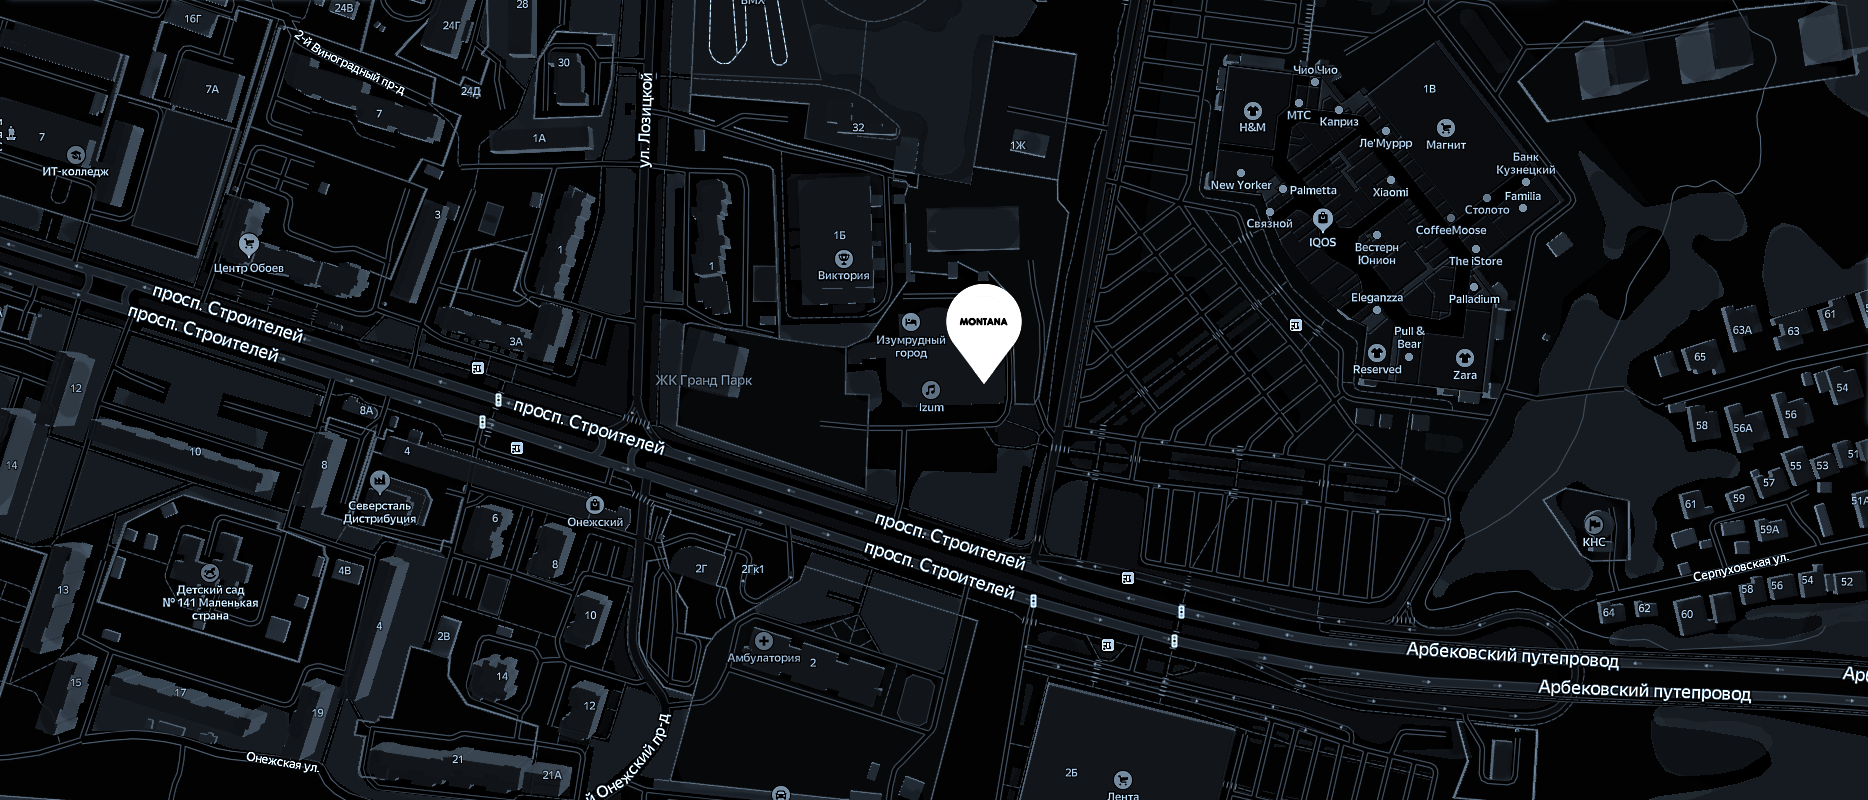 16Г
24В
28
ВМХ
24Г
2-й Виноградный пр-д
30
24Д
7А
7
7
ИТ-колледж
1А
ул. Лозицкой
32
1Ж
Чио Чио
H&M
МТС
Каприз
1В
Магнит
Ле'Муррр
Банк
Кузнецкий
New Yorker
Palmetta
Xiaomi
Familia
Столото
Связной
IQOS
CoffeeMoose
Вестерн
Юнион
The iStore
Eleganzza
Palladium
Pull &
Bear
Reserved
Zara
3
1
1
1Б
Виктория
Центр Обоев
просп. Строителей
просп. Строителей
3А
Изумрудный
город
MONTANA
Izum
ЖК Гранд Парк
просп. Строителей
12
8А
10
8
4
14
Северсталь
Дистрибуция
Онежский
6
8
просп. Строителей
просп. Строителей
2Г
2Гк1
4В
13
Детский сад
№ 141 Маленькая
страна
4
2В
10
14
12
Амбулатория
2
15
17
19
21
21А
Онежская ул.
й Онежский пр-д
2Б
Лента
63А
63
61
65
54
56
58
56А
55
53
51
57
59
61
51А
59А
КНС
Серпуховская ул.
58
56
54
52
64
62
60
Арбековский путепровод
Арбековский путепровод
Арб